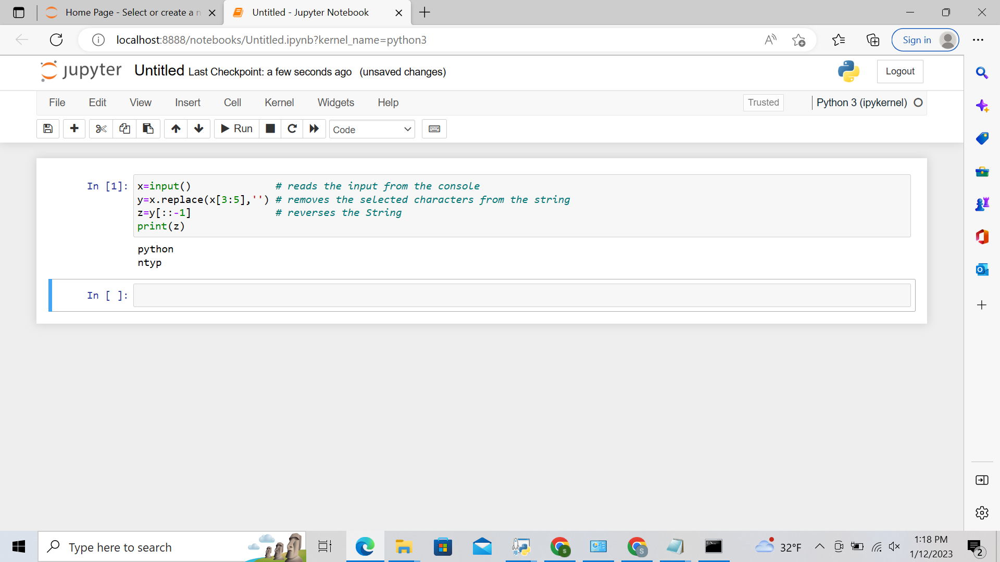 Home Page - Select or create a n
Untitled - Jupyter Notebook
localhost:8888/notebooks/Untitled.ipynb?kernel_name=python3
Sign in
jupyter Untitled Last Checkpoint: a few seconds ago (unsaved changes)
Logout
File Edit View Insert Cell Kernel Widgets Help
Trusted
Python 3 (ipykernel)
Run
Code
In [1]: x=input() # reads the input from the console
y=x.replace(x[3:5],'') # removes the selected characters from the string
z=y[::-1] # reverses the String
print(z)
python
ntyp
In [ ]:
Type here to search
32°F
1:18 PM
1/12/2023
2